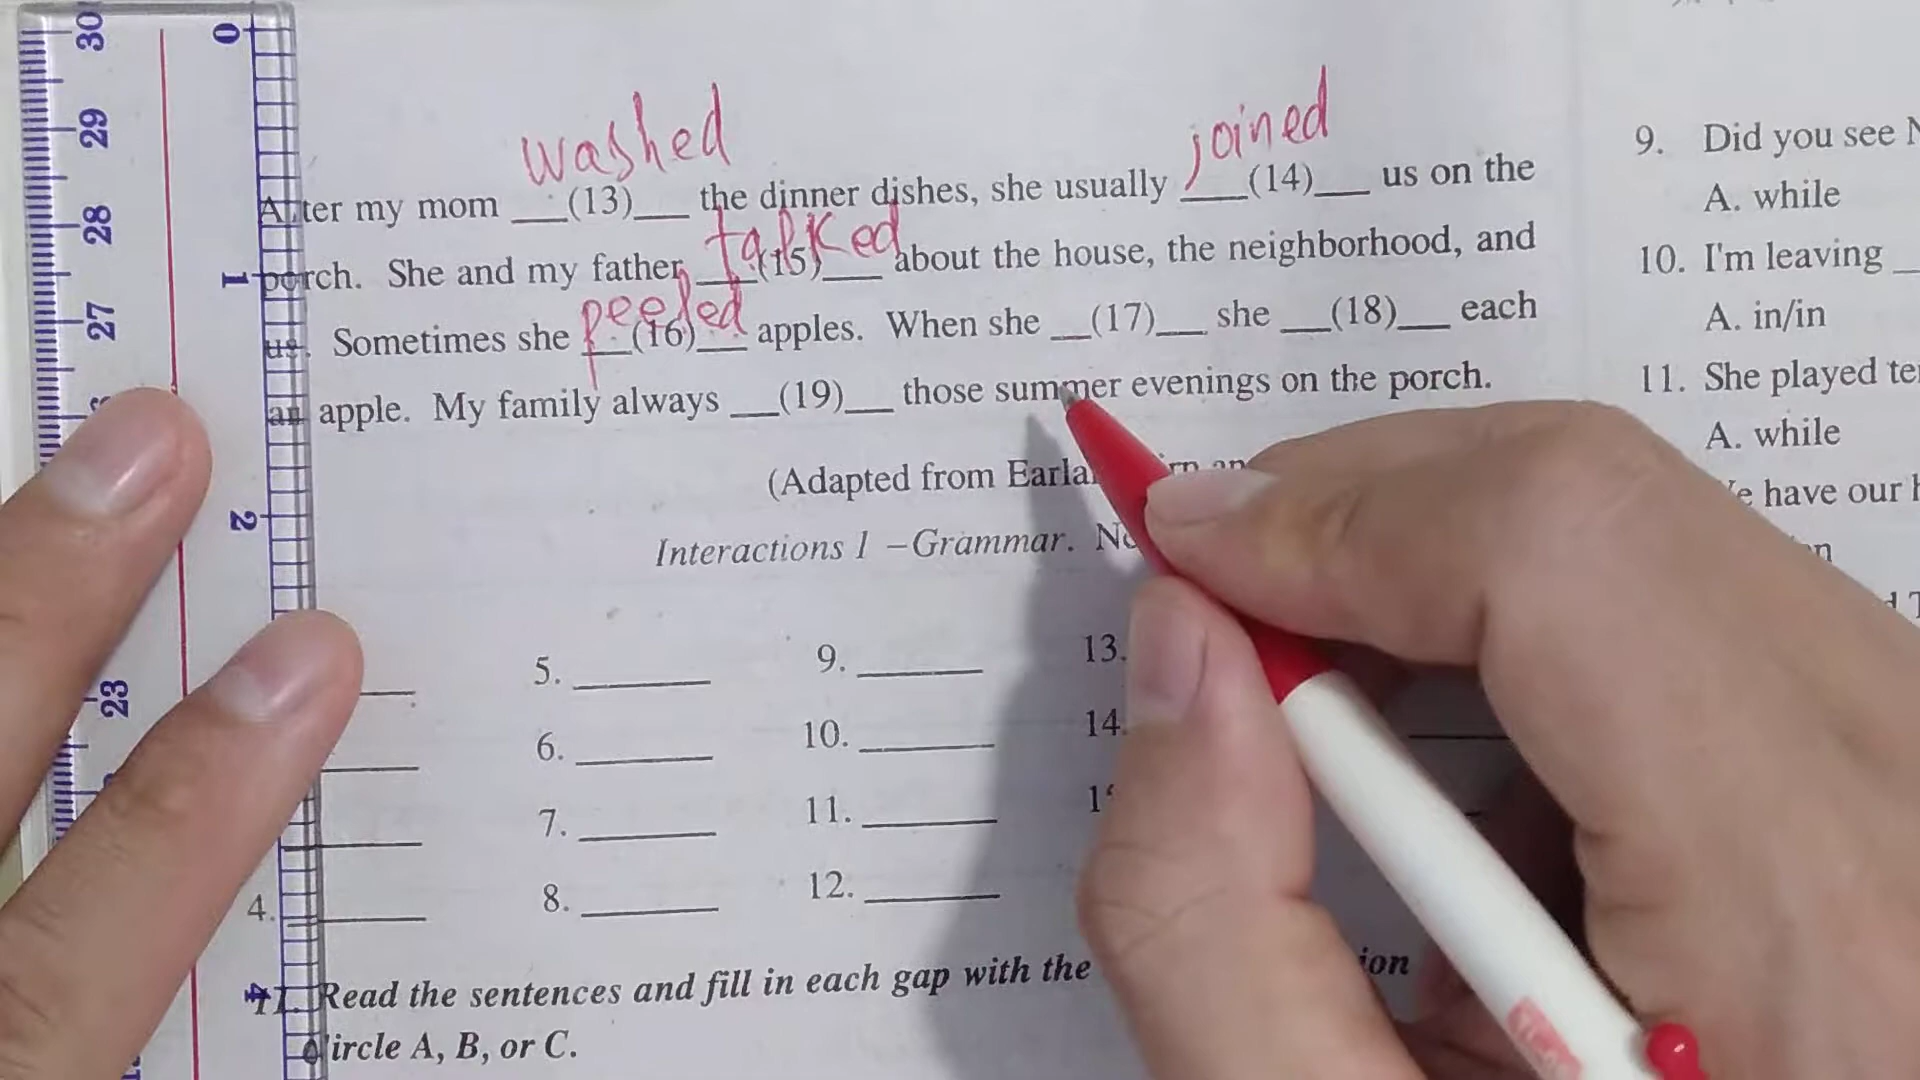 washed
joined
After my mom ___(13)___ the dinner dishes, she usually ___(14)___ us on the
talked
porch. She and my father ___(15)___ about the house, the neighborhood, and
peeled
us. Sometimes she ___(16)___ apples. When she ___(17)___ she ___(18)___ each
an apple. My family always ___(19)___ those summer evenings on the porch.
(Adapted from
Interactions 1 – Grammar.
5. ______ 9. ______ 13.
6. ______ 10. ______ 14.
7. ______ 11. ______
4. ______ 8. ______ 12. ______
Read the sentences and fill in each gap with the
ircle A, B, or C.
9. Did you see
A. while
10. I'm leaving
A. in/in
11. She played
A. while
have our
30
29
28
27
23
0
1
2